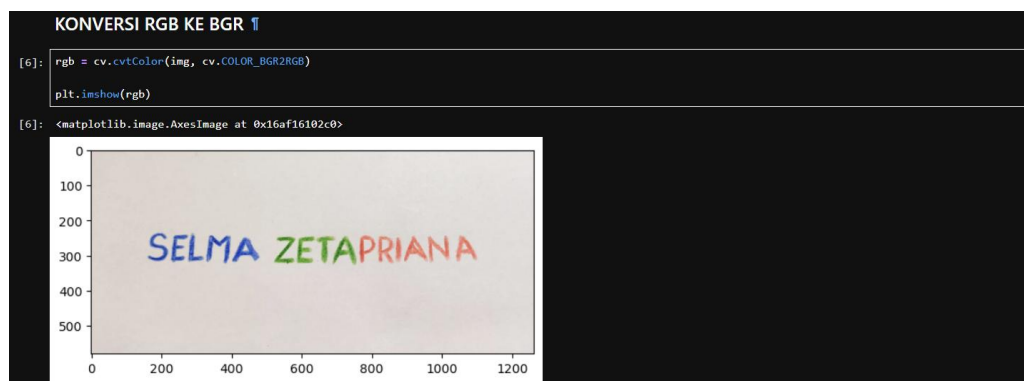 KONVERSI RGB KE BGR ¶
[6]: rgb = cv.cvtColor(img, cv.COLOR_BGR2RGB)
plt.imshow(rgb)
[6]: <matplotlib.image.AxesImage at 0x16af16102c0>
0
100
200
300
400
500
SELMA ZETAPRIANA
0 200 400 600 800 1000 1200